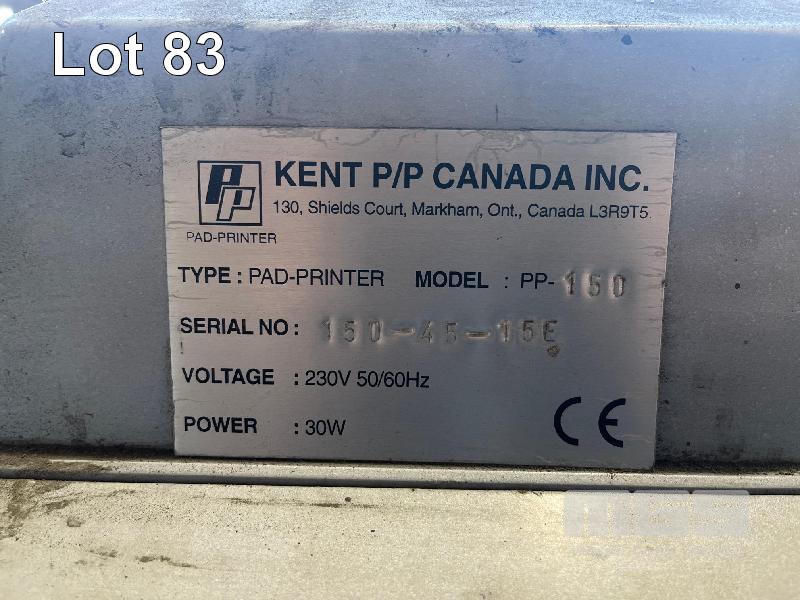 Lot 83
PP
KENT P/P CANADA INC.
130, Shields Court, Markham, Ont., Canada L3R9T5.
PAD-PRINTER
TYPE : PAD-PRINTER MODEL : PP-150
SERIAL NO : 150-45-15E
VOLTAGE : 230V 50/60Hz
POWER : 30W
CE